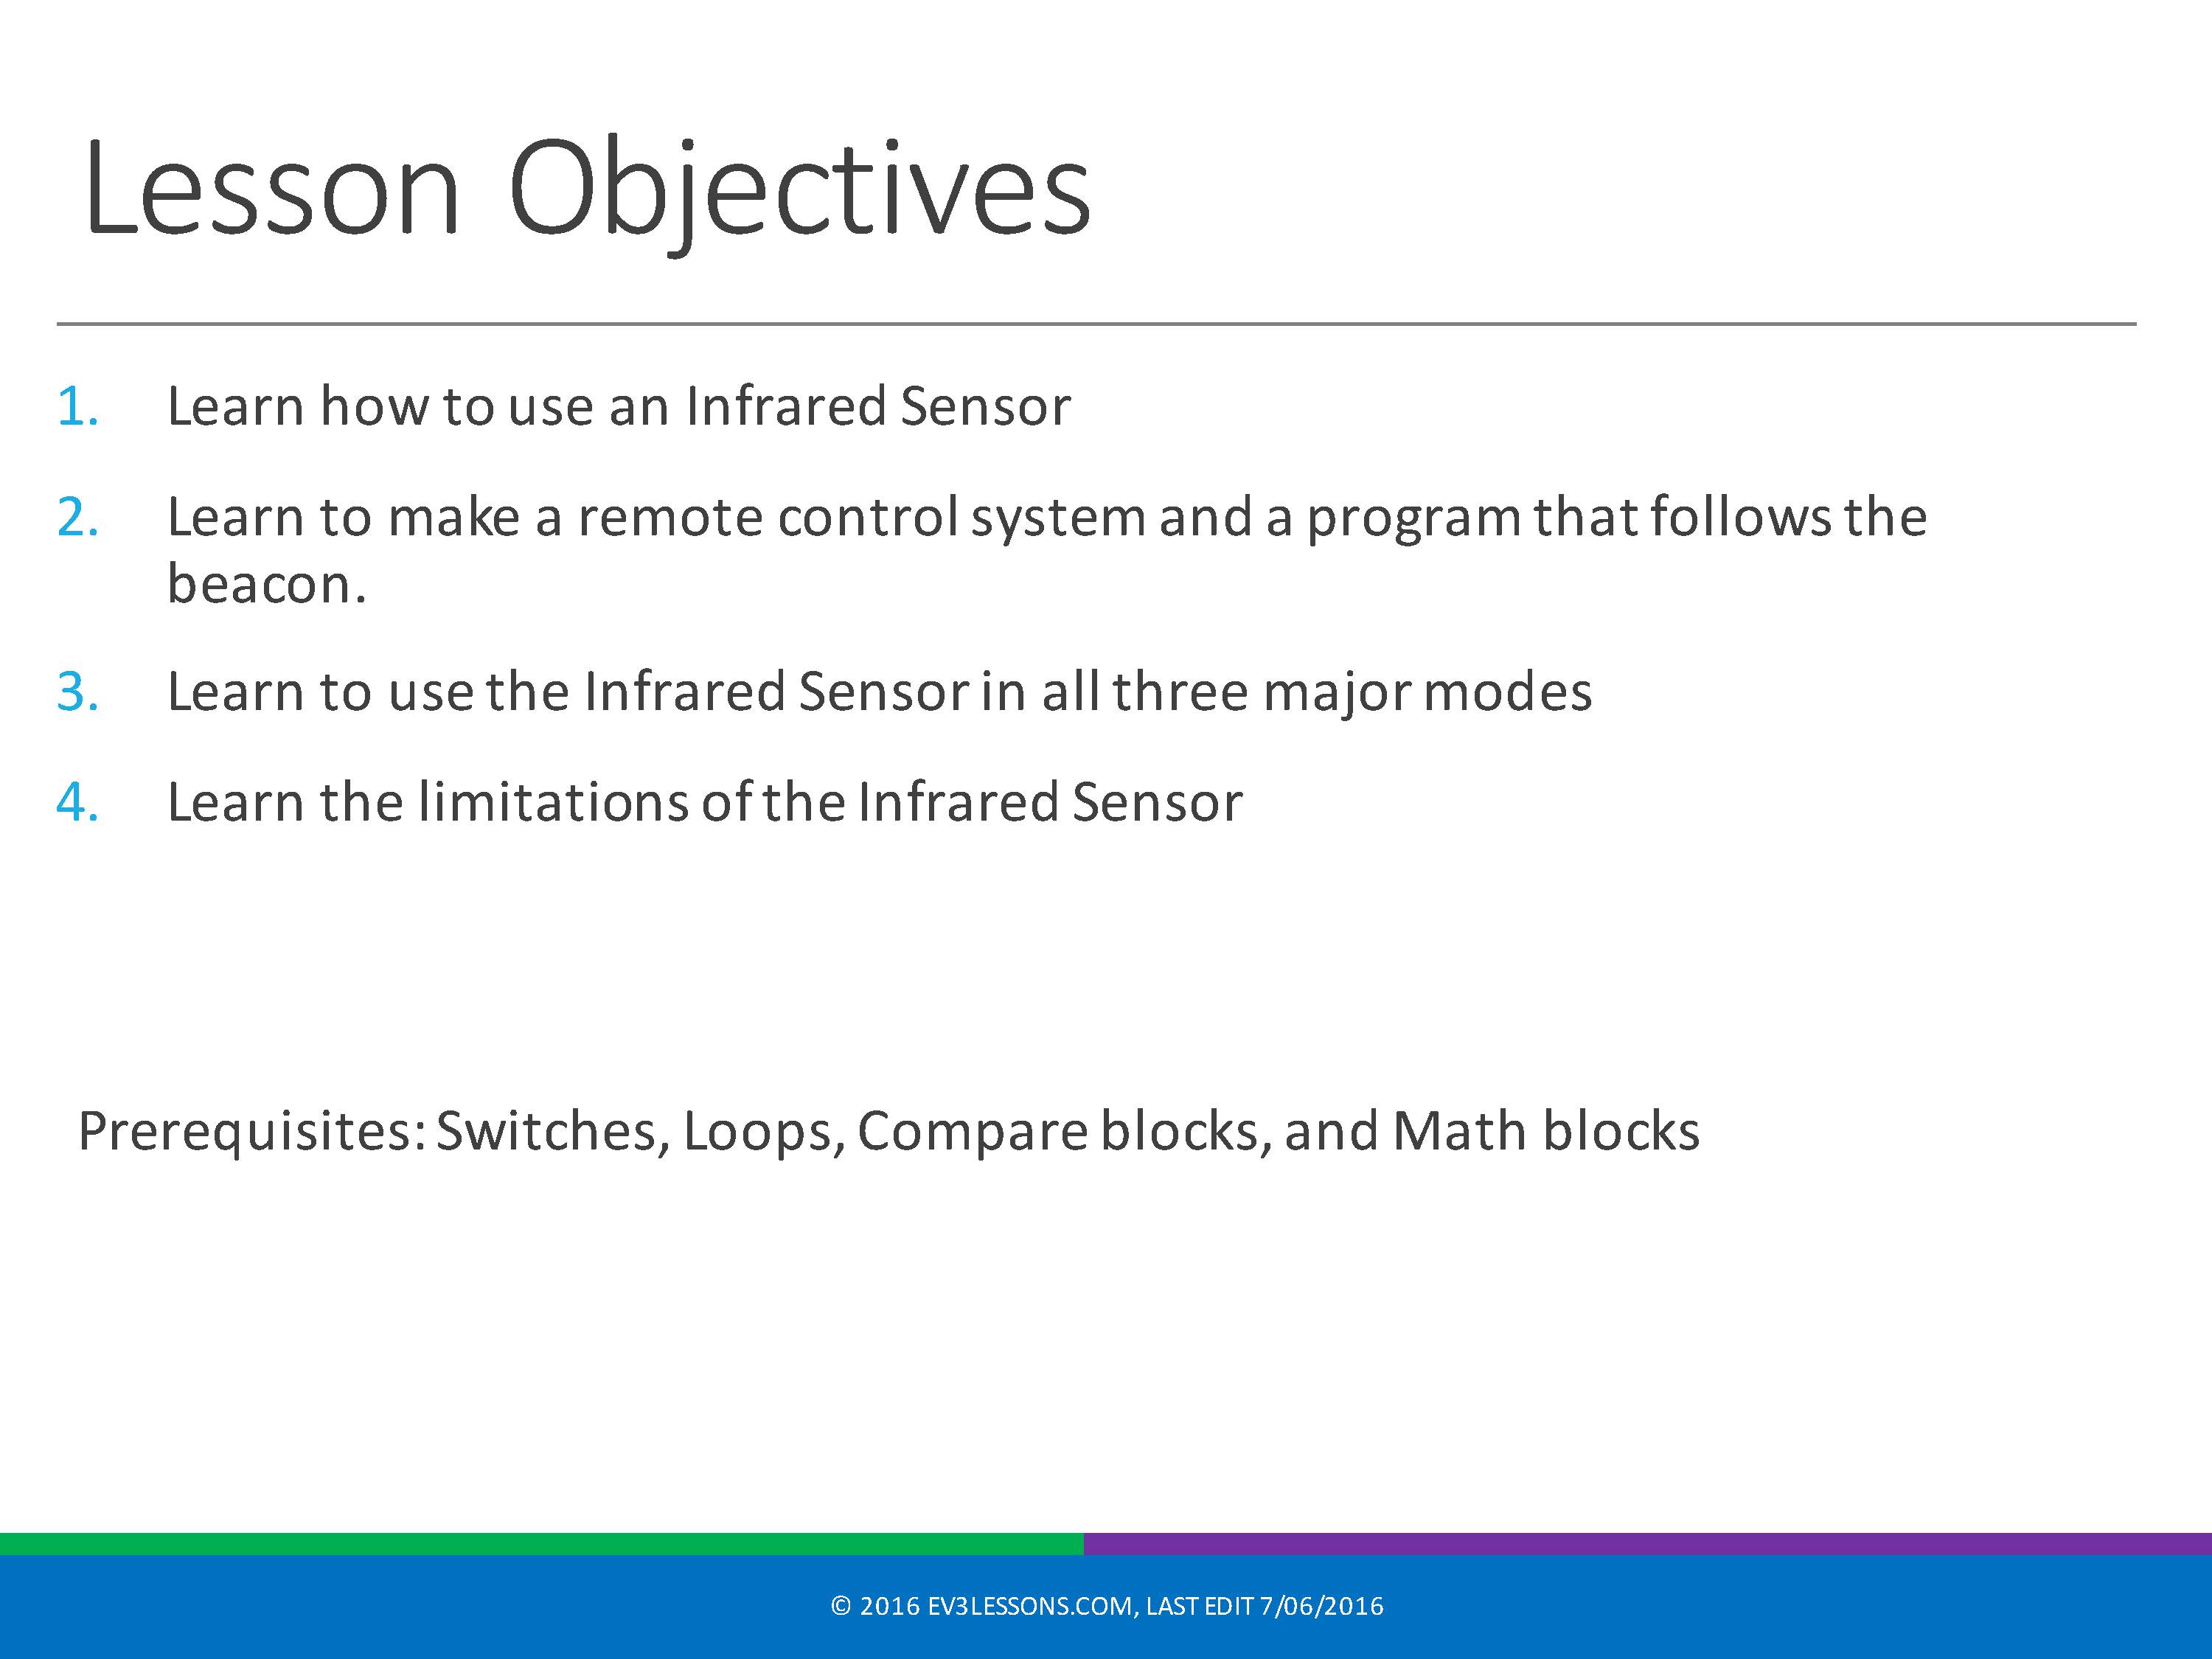 Lesson Objectives
1. Learn how to use an Infrared Sensor
2. Learn to make a remote control system and a program that follows the
beacon.
3. Learn to use the Infrared Sensor in all three major modes
4. Learn the limitations of the Infrared Sensor
Prerequisites: Switches, Loops, Compare blocks, and Math blocks
© 2016 EV3LESSONS.COM, LAST EDIT 7/06/2016